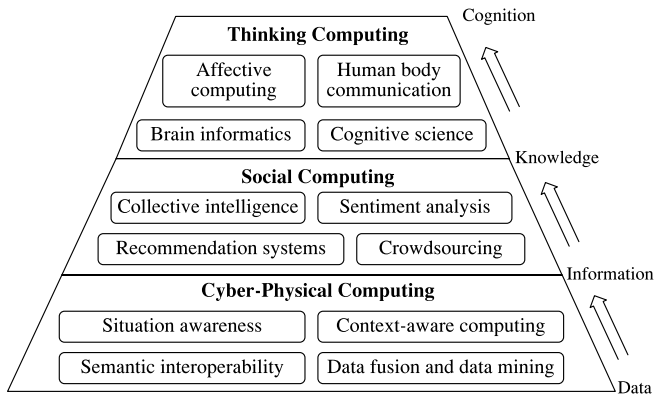 Cognition
Thinking Computing
Affective
computing
Human body
communication
Brain informatics
Cognitive science
Knowledge
Social Computing
Collective intelligence
Sentiment analysis
Recommendation systems
Crowdsourcing
Information
Cyber-Physical Computing
Situation awareness
Context-aware computing
Semantic interoperability
Data fusion and data mining
Data